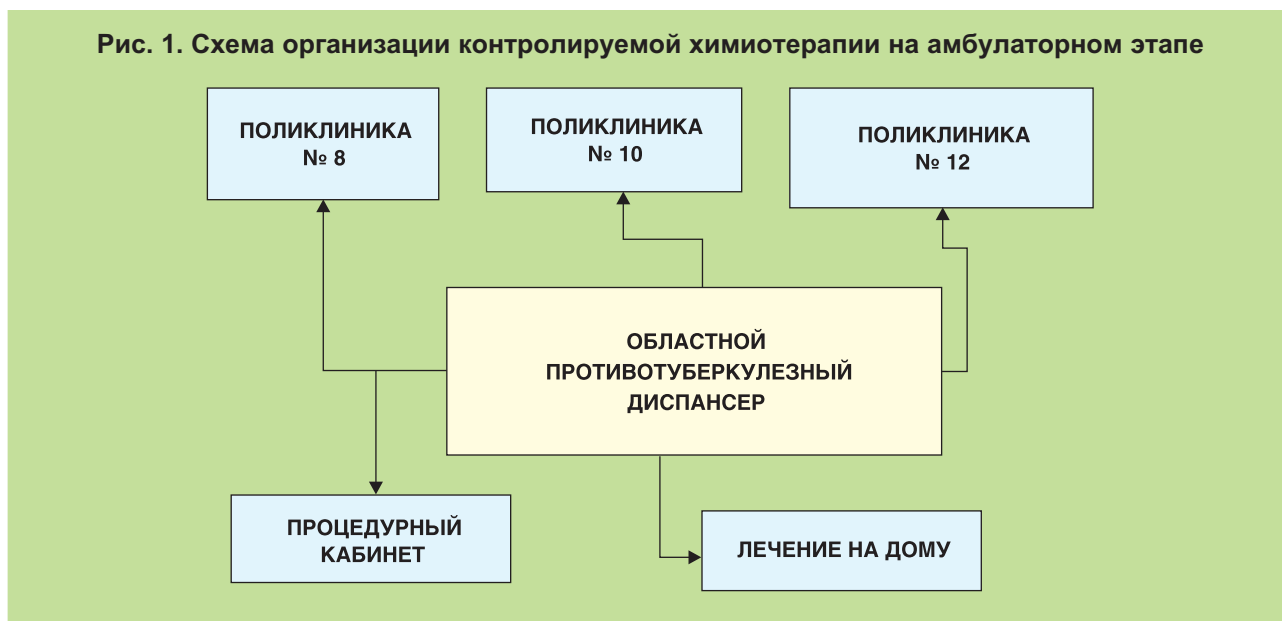 Рис. 1. Схема организации контролируемой химиотерапии на амбулаторном этапе
ПОЛИКЛИНИКА
№ 8
ПОЛИКЛИНИКА
№ 10
ПОЛИКЛИНИКА
№ 12
ОБЛАСТНОЙ
ПРОТИВОТУБЕРКУЛЕЗНЫЙ
ДИСПАНСЕР
ПРОЦЕДУРНЫЙ
КАБИНЕТ
ЛЕЧЕНИЕ НА ДОМУ